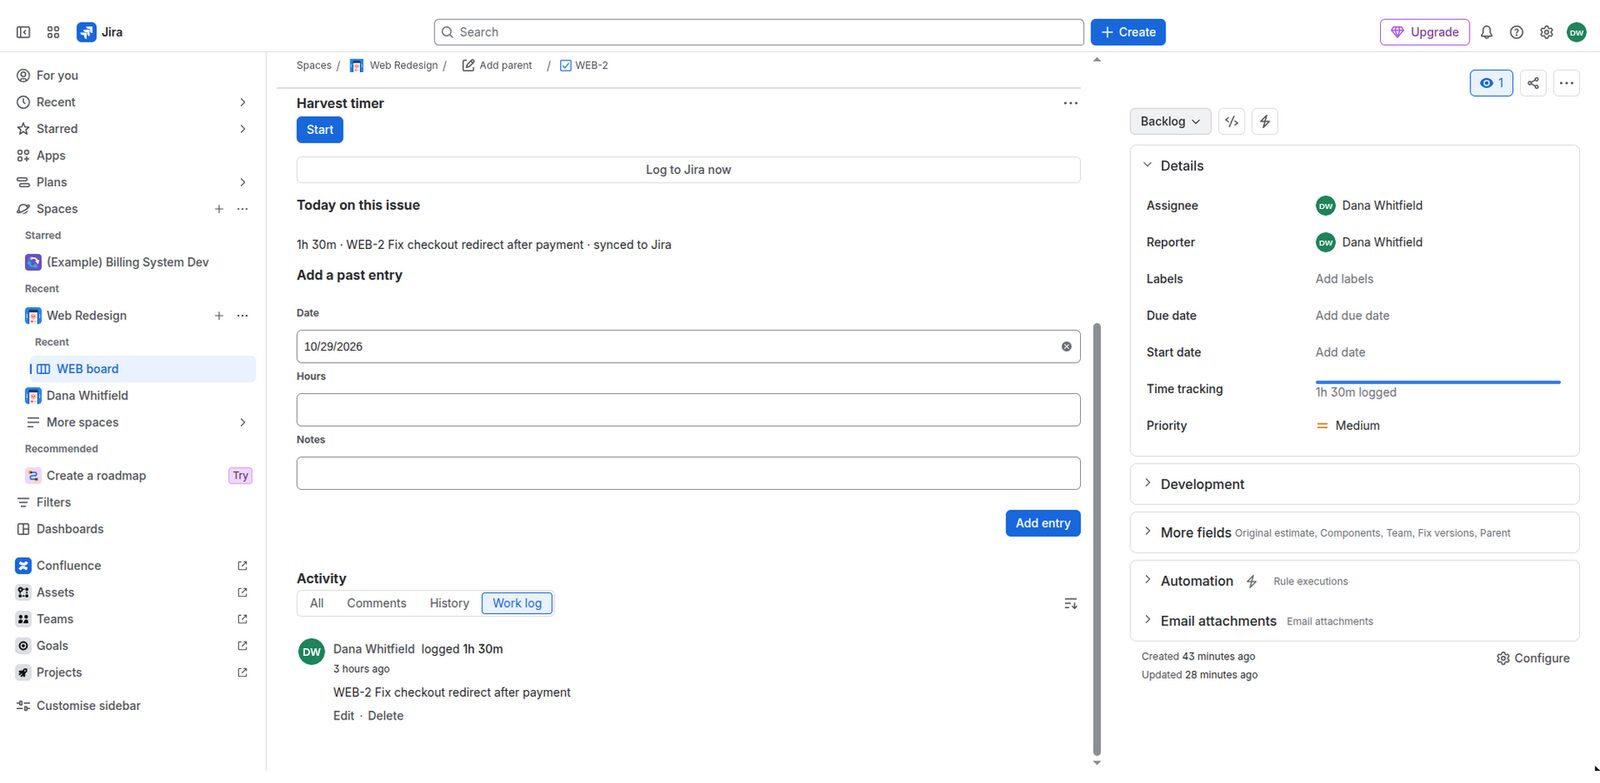 Jira
Search
+ Create
Upgrade
DW
For you
Recent
Starred
Apps
Plans
Spaces
Starred
(Example) Billing System Dev
Recent
Web Redesign
Recent
WEB board
Dana Whitfield
More spaces
Recommended
Create a roadmap Try
Filters
Dashboards
Confluence
Assets
Teams
Goals
Projects
Customise sidebar
Spaces / Web Redesign / Add parent / WEB-2
Harvest timer
Start
Log to Jira now
Today on this issue
1h 30m · WEB-2 Fix checkout redirect after payment · synced to Jira
Add a past entry
Date
10/29/2026
Hours
Notes
Add entry
Activity
All Comments History Work log
DW Dana Whitfield logged 1h 30m
3 hours ago
WEB-2 Fix checkout redirect after payment
Edit · Delete
1
Backlog
Details
Assignee DW Dana Whitfield
Reporter DW Dana Whitfield
Labels Add labels
Due date Add due date
Start date Add date
Time tracking 1h 30m logged
Priority Medium
Development
More fields Original estimate, Components, Team, Fix versions, Parent
Automation Rule executions
Email attachments Email attachments
Created 43 minutes ago
Configure
Updated 28 minutes ago